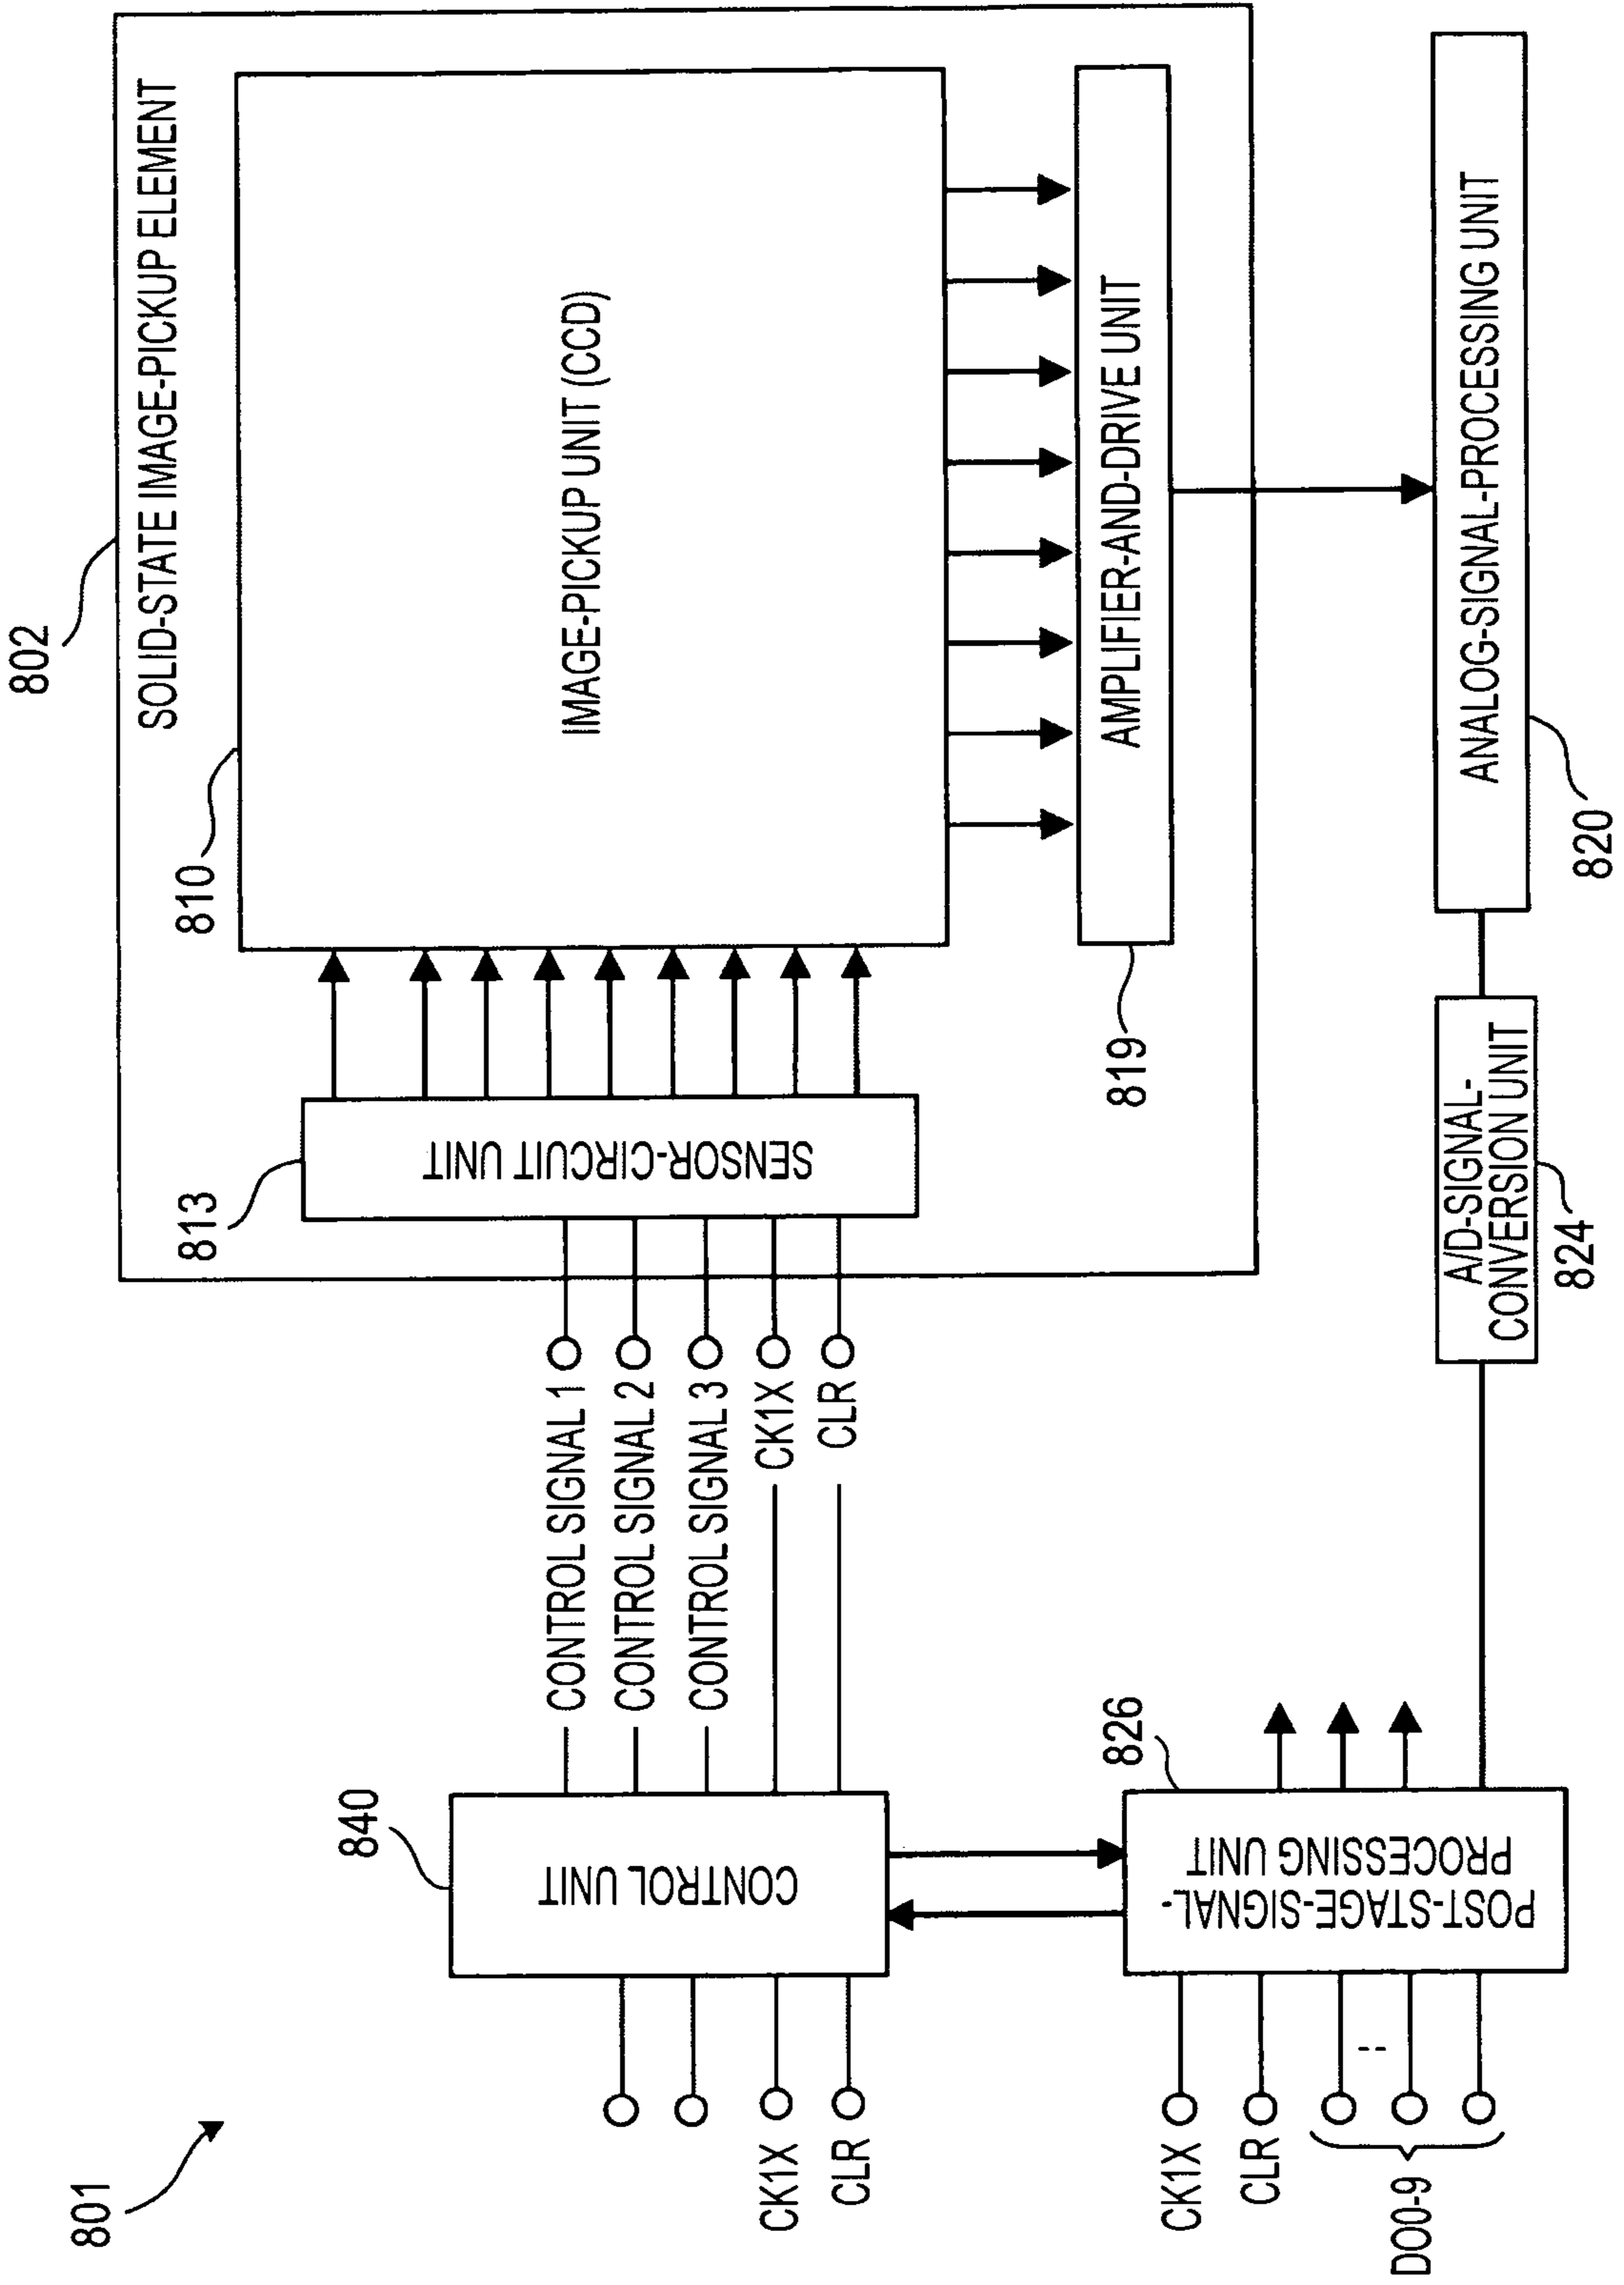 801
802
SOLID-STATE IMAGE-PICKUP ELEMENT
810
IMAGE-PICKUP UNIT (CCD)
813
SENSOR-CIRCUIT UNIT
AMPLIFIER-AND-DRIVE UNIT
819
ANALOG-SIGNAL-PROCESSING UNIT
820
A/D-SIGNAL-
CONVERSION UNIT
824
CONTROL SIGNAL 1
CONTROL SIGNAL 2
CONTROL SIGNAL 3
CK1X
CLR
840
CONTROL UNIT
CK1X
CLR
826
POST-STAGE-SIGNAL-
PROCESSING UNIT
CK1X
CLR
DO0-9